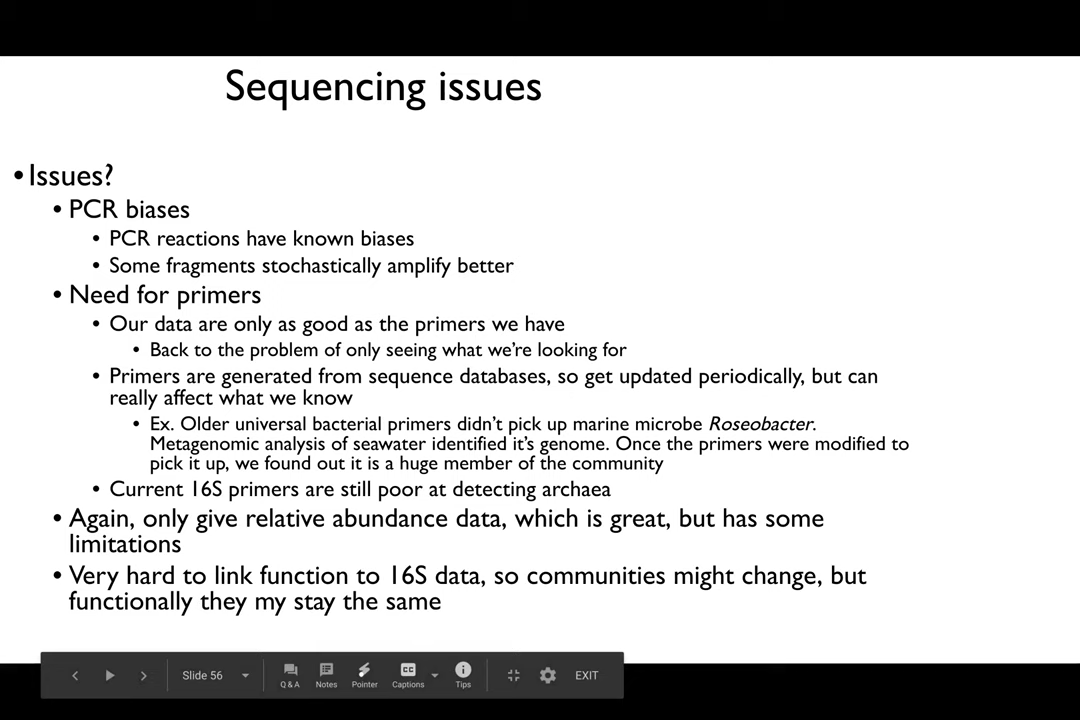 Sequencing issues
•Issues?
• PCR biases
• PCR reactions have known biases
• Some fragments stochastically amplify better
• Need for primers
• Our data are only as good as the primers we have
• Back to the problem of only seeing what we're looking for
• Primers are generated from sequence databases, so get updated periodically, but can
really affect what we know
• Ex. Older universal bacterial primers didn't pick up marine microbe Roseobacter.
Metagenomic analysis of seawater identified it's genome. Once the primers were modified to
pick it up, we found out it is a huge member of the community
• Current 16S primers are still poor at detecting archaea
• Again, only give relative abundance data, which is great, but has some
limitations
• Very hard to link function to 16S data, so communities might change, but
functionally they my stay the same
Slide 56
Q & A
Notes
Pointer
CC
Captions
Tips
EXIT